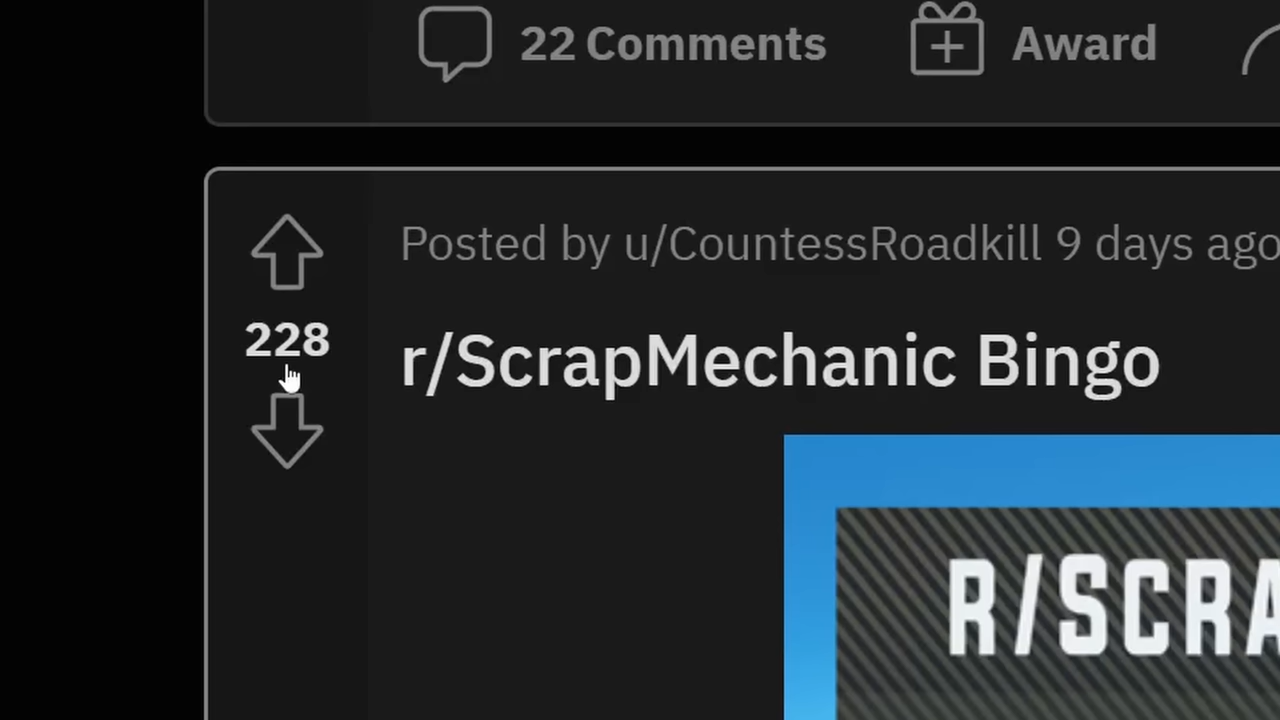 22 Comments Award
Posted by u/CountessRoadkill 9 days ago
228
r/ScrapMechanic Bingo
R/SCRA